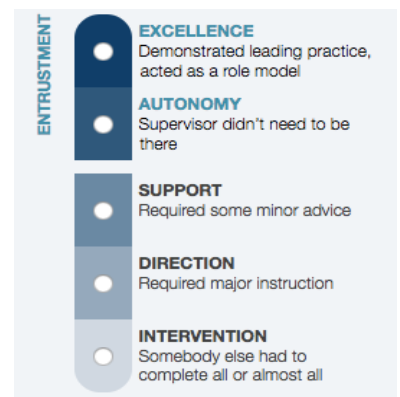 ENTRUSTMENT
EXCELLENCE
Demonstrated leading practice,
acted as a role model
AUTONOMY
Supervisor didn't need to be
there
SUPPORT
Required some minor advice
DIRECTION
Required major instruction
INTERVENTION
Somebody else had to
complete all or almost all